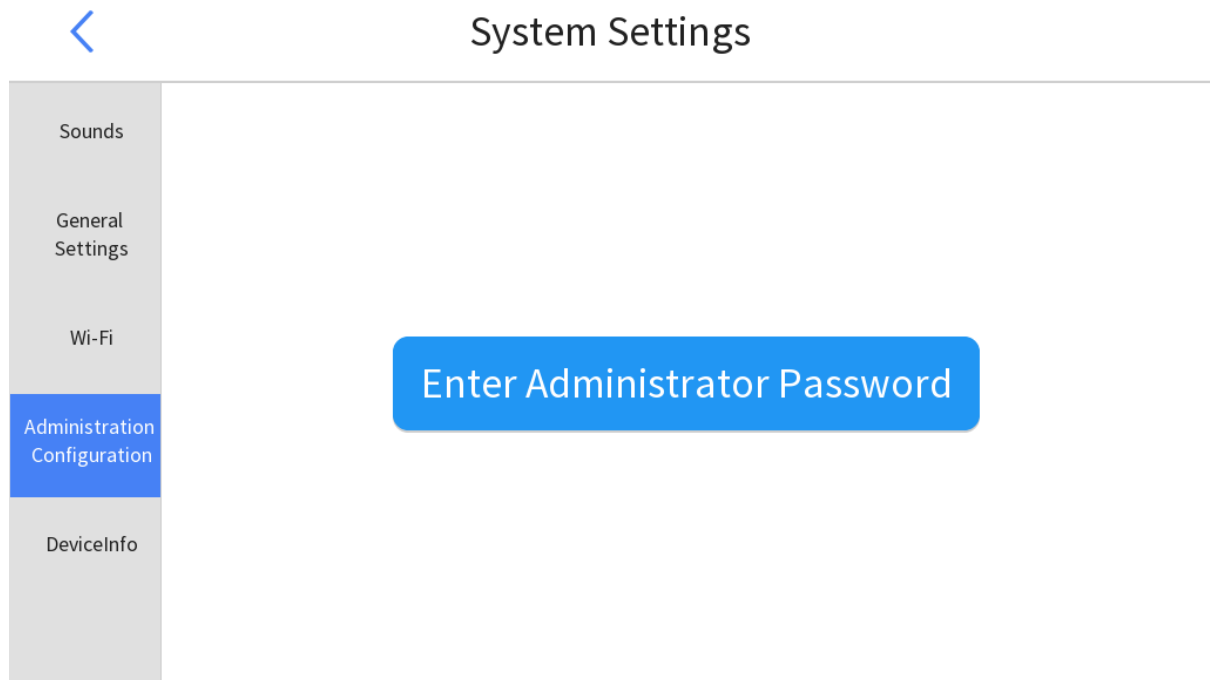 System Settings
Sounds
General
Settings
Wi-Fi
Administration
Configuration
DeviceInfo
Enter Administrator Password